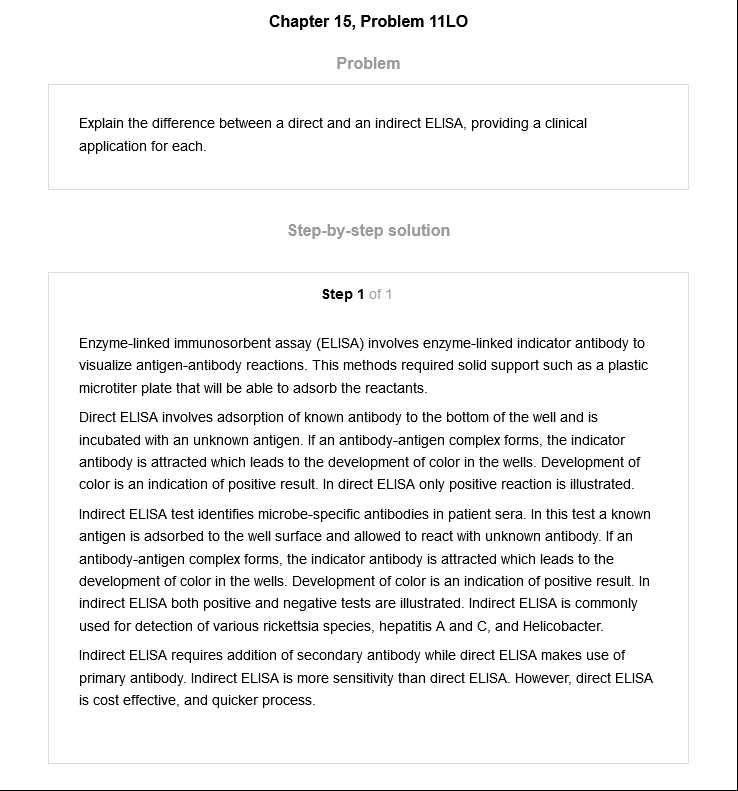 Chapter 15, Problem 11LO
Problem
Explain the difference between a direct and an indirect ELISA, providing a clinical
application for each.
Step-by-step solution
Step 1 of 1
Enzyme-linked immunosorbent assay (ELISA) involves enzyme-linked indicator antibody to
visualize antigen-antibody reactions. This methods required solid support such as a plastic
microtiter plate that will be able to adsorb the reactants.
Direct ELISA involves adsorption of known antibody to the bottom of the well and is
incubated with an unknown antigen. If an antibody-antigen complex forms, the indicator
antibody is attracted which leads to the development of color in the wells. Development of
color is an indication of positive result. In direct ELISA only positive reaction is illustrated.
Indirect ELISA test identifies microbe-specific antibodies in patient sera. In this test a known
antigen is adsorbed to the well surface and allowed to react with unknown antibody. If an
antibody-antigen complex forms, the indicator antibody is attracted which leads to the
development of color in the wells. Development of color is an indication of positive result. In
indirect ELISA both positive and negative tests are illustrated. Indirect ELISA is commonly
used for detection of various rickettsia species, hepatitis A and C, and Helicobacter.
Indirect ELISA requires addition of secondary antibody while direct ELISA makes use of
primary antibody. Indirect ELISA is more sensitivity than direct ELISA. However, direct ELISA
is cost effective, and quicker process.